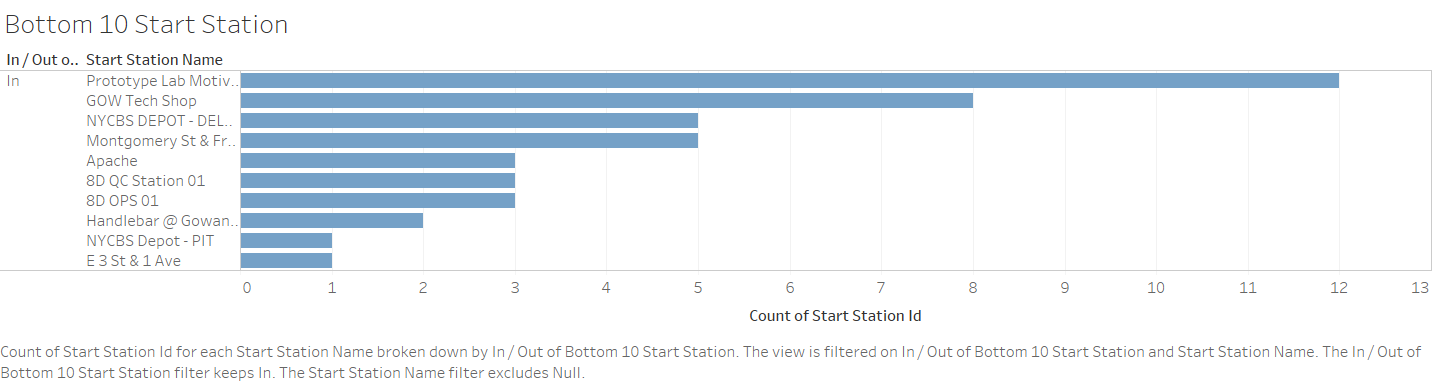 Bottom 10 Start Station
In / Out o.. Start Station Name
In Prototype Lab Motiv..
GOW Tech Shop
NYCBS DEPOT - DEL..
Montgomery St & Fr..
Apache
8D QC Station 01
8D OPS 01
Handlebar @ Gowan..
NYCBS Depot - PIT
E 3 St & 1 Ave
0 1 2 3 4 5 6 7 8 9 10 11 12 13
Count of Start Station Id
Count of Start Station Id for each Start Station Name broken down by In / Out of Bottom 10 Start Station. The view is filtered on In / Out of Bottom 10 Start Station and Start Station Name. The In / Out of
Bottom 10 Start Station filter keeps In. The Start Station Name filter excludes Null.